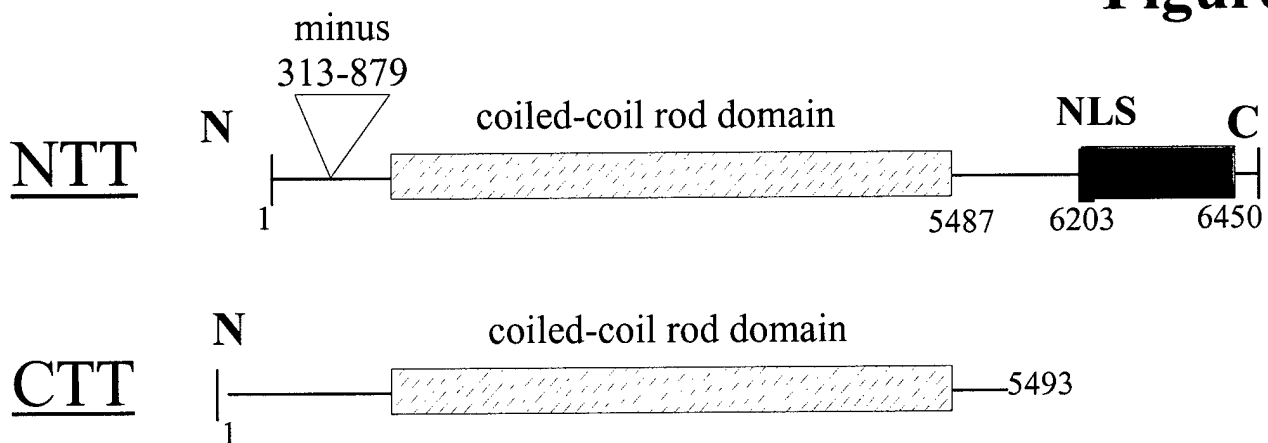 Figure
minus
313-879
N
coiled-coil rod domain
NLS
C
NTT
1
5487
6203
6450
N
coiled-coil rod domain
CTT
5493
1